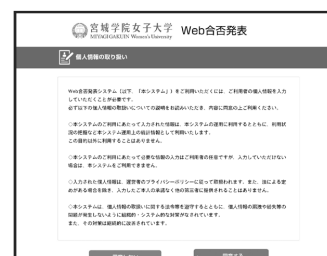 宮城学院女子大学 Web合否発表
MIYAGI GAKUIN Women's University
個人情報の取り扱い
Web合否発表システム（以下、「本システム」）をご利用いただくには、ご利用者の個人情報を入力
していただくことが必要です。
必ず以下の個人情報の取扱いについての説明をお読みいただき、内容に同意の上ご利用ください。
○本システムのご利用にあたって入力された情報は、本システムの運用に利用するとともに、利用状
況の把握など本システム運用上の統計情報として利用いたします。
この目的以外に利用することはありません。
○本システムのご利用にあたって必要な情報の入力はご利用者の任意ですが、入力していただけない
場合は、本システムをご利用できません。
○入力された個人情報は、運営者のプライバシーポリシーに従って取扱われます。また、法による定
めがある場合を除き、入力したご本人の承諾なく他の第三者に提供されることはありません。
○本システムは、個人情報の取扱いに関する法令等を遵守するとともに、個人情報の漏洩や紛失等の
問題が発生しないように組織的・システム的な対策がなされています。
また、その対策は継続的に改善されています。